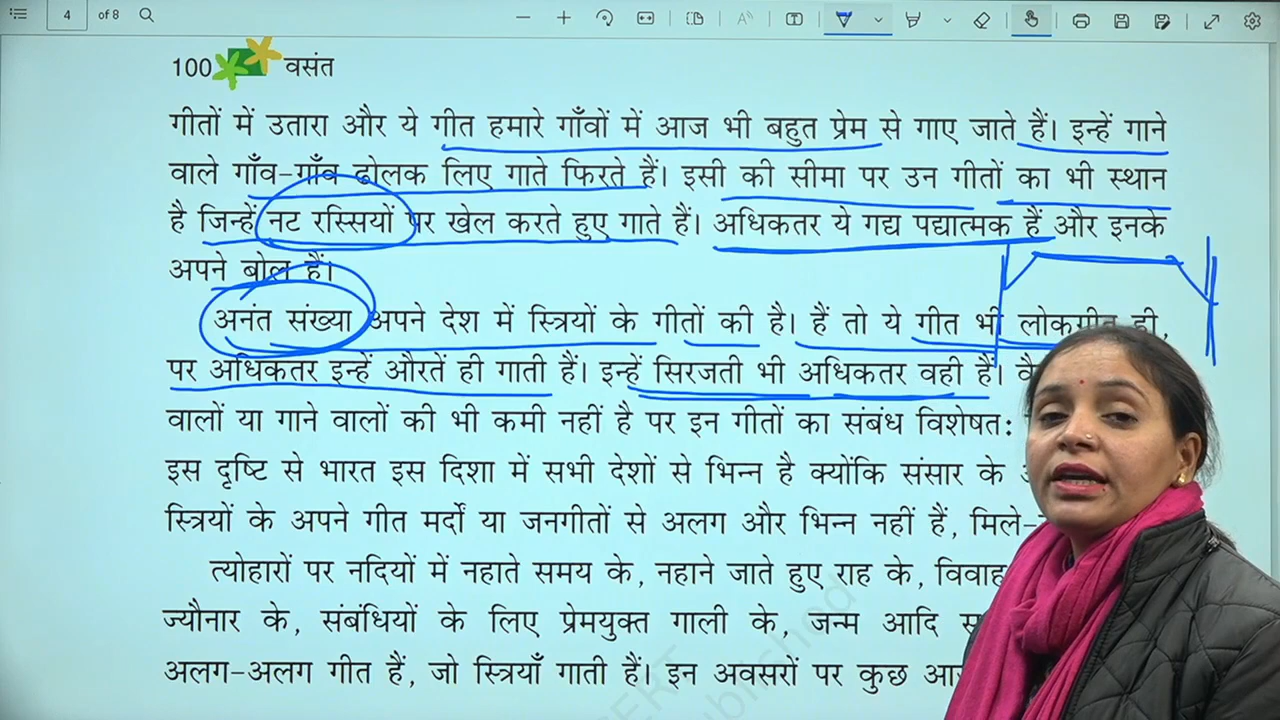 4 of 8
100 वसंत
गीतों में उतारा और ये गीत हमारे गाँवों में आज भी बहुत प्रेम से गाए जाते हैं। इन्हें गाने
वाले गाँव-गाँव ढोलक लिए गाते फिरते हैं। इसी की सीमा पर उन गीतों का भी स्थान
है जिन्हें नट रस्सियों पर खेल करते हुए गाते हैं। अधिकतर ये गद्य पद्यात्मक हैं और इनके
अपने बोल हैं।
अनंत संख्या अपने देश में स्त्रियों के गीतों की है। हैं तो ये गीत भी लोकगीत ही,
पर अधिकतर इन्हें औरतें ही गाती हैं। इन्हें सिरजती भी अधिकतर वही हैं।
वालों या गाने वालों की भी कमी नहीं है पर इन गीतों का संबंध विशेषतः
इस दृष्टि से भारत इस दिशा में सभी देशों से भिन्न है क्योंकि संसार के
स्त्रियों के अपने गीत मर्दों या जनगीतों से अलग और भिन्न नहीं हैं, मिले-
त्योहारों पर नदियों में नहाते समय के, नहाने जाते हुए राह के, विवाह
ज्यौनार के, संबंधियों के लिए प्रेमयुक्त गाली के, जन्म आदि
अलग-अलग गीत हैं, जो स्त्रियाँ गाती हैं। इन अवसरों पर कुछ